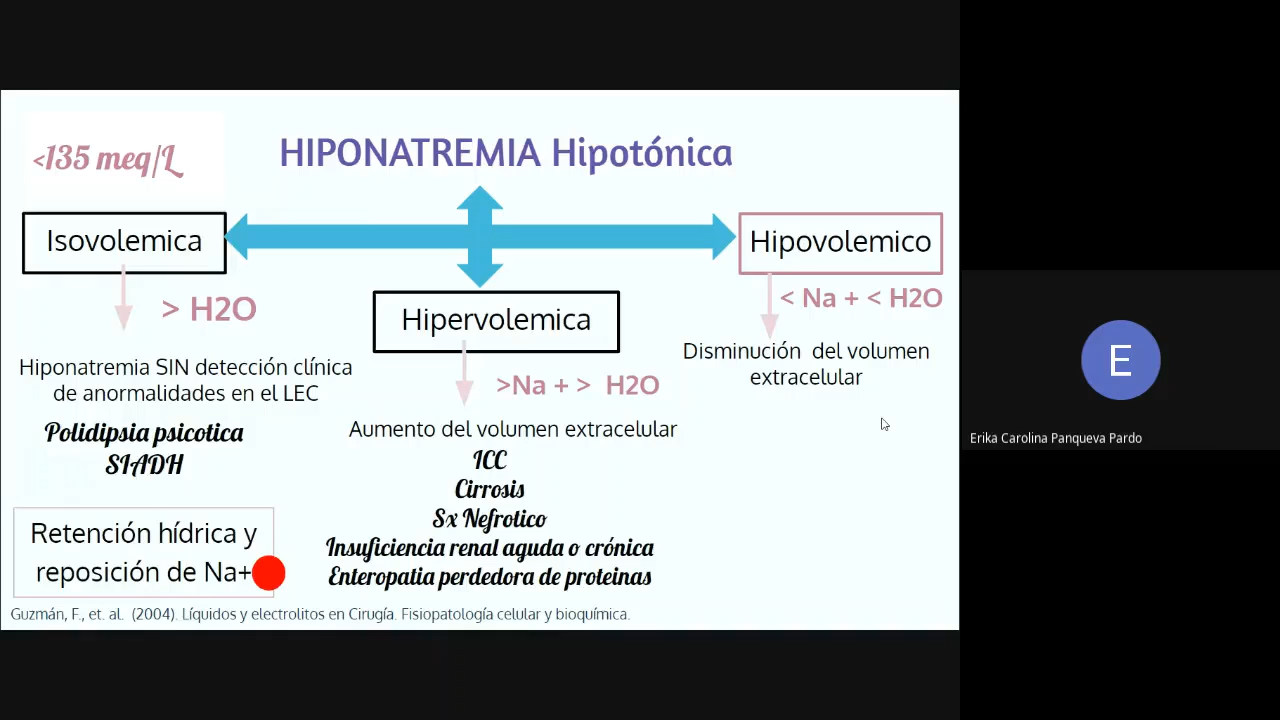 <135 meq/L
HIPONATREMIA Hipotónica
Isovolemica
> H2O
Hiponatremia SIN detección clínica
de anormalidades en el LEC
Polidipsia psicotica
SIADH
Retención hídrica y
reposición de Na+
Hipervolemica
>Na + > H2O
Aumento del volumen extracelular
ICC
Cirrosis
Sx Nefrotico
Insuficiencia renal aguda o crónica
Enteropatia perdedora de proteinas
Hipovolemico
< Na + < H2O
Disminución del volumen
extracelular
Guzmán, F., et. al. (2004). Líquidos y electrolitos en Cirugía. Fisiopatología celular y bioquímica.
E
Erika Carolina Panqueva Pardo